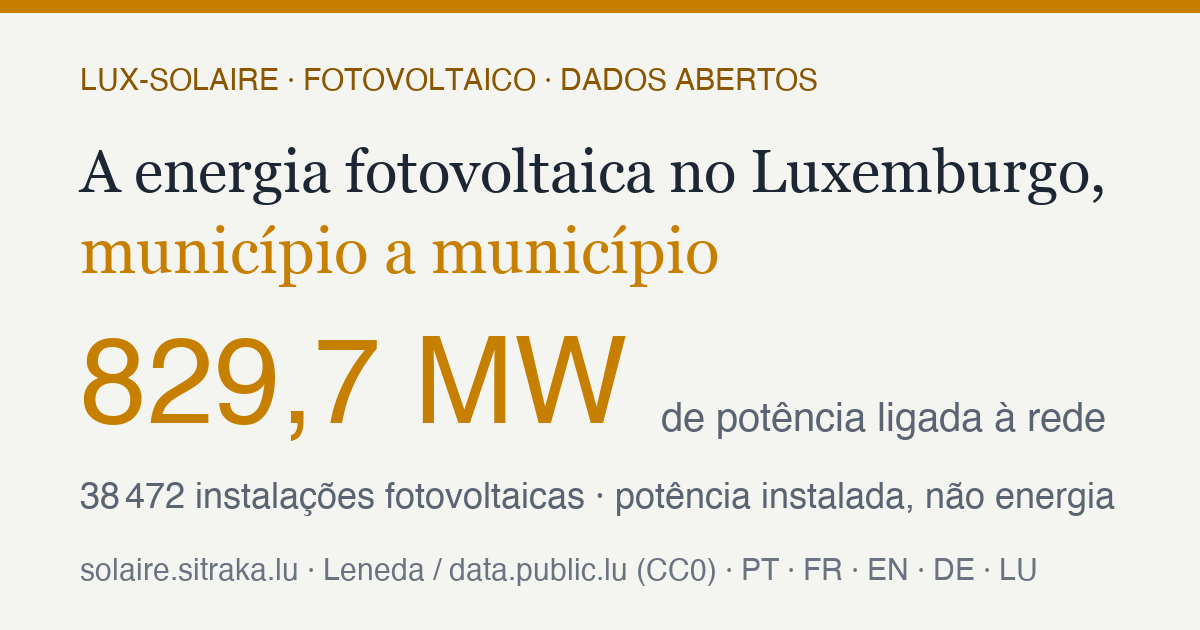 LUX-SOLAIRE · FOTOVOLTAICO · DADOS ABERTOS
A energia fotovoltaica no Luxemburgo,
município a município
829,7 MW de potência ligada à rede
38 472 instalações fotovoltaicas · potência instalada, não energia
solaire.sitraka.lu · Leneda / data.public.lu (CC0) · PT · FR · EN · DE · LU